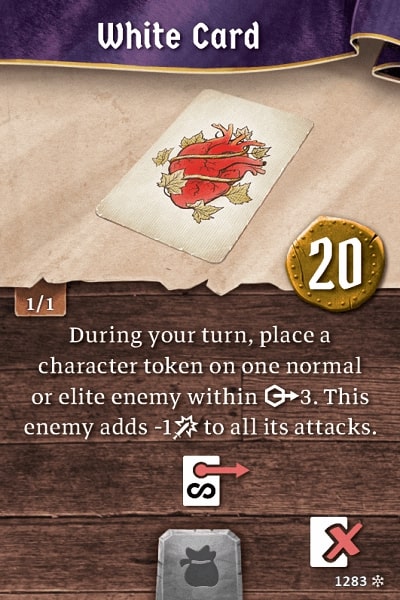 White Card
20
1/1
During your turn, place a
character token on one normal
or elite enemy within 3. This
enemy adds -1 to all its attacks.
1283